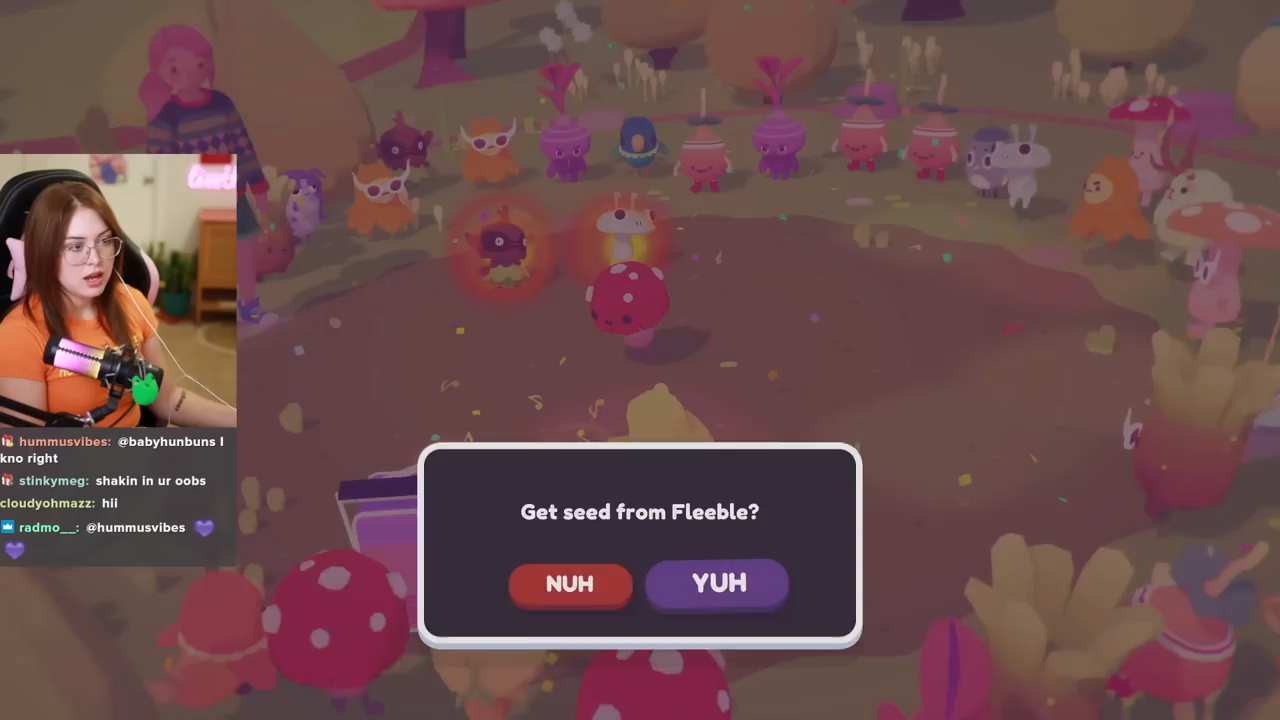 hummusvibes: @babyhunbuns I
kno right
stinkymeg: shakin in ur oobs
cloudyohmazz: hii
radmo__: @hummusvibes
Get seed from Fleeble?
NUH
YUH